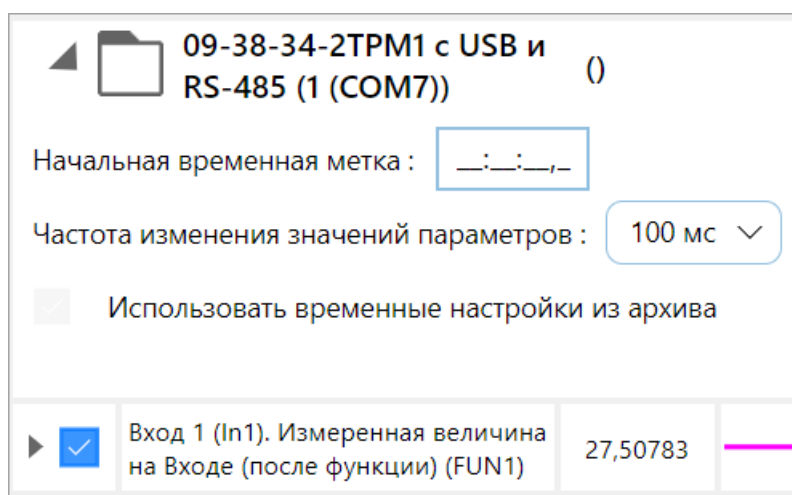 09-38-34-2ТРМ1 с USB и
RS-485 (1 (COM7))
()
Начальная временная метка :
__:__:__,_
Частота изменения значений параметров :
100 мс
Использовать временные настройки из архива
Вход 1 (In1). Измеренная величина
на Входе (после функции) (FUN1)
27,50783